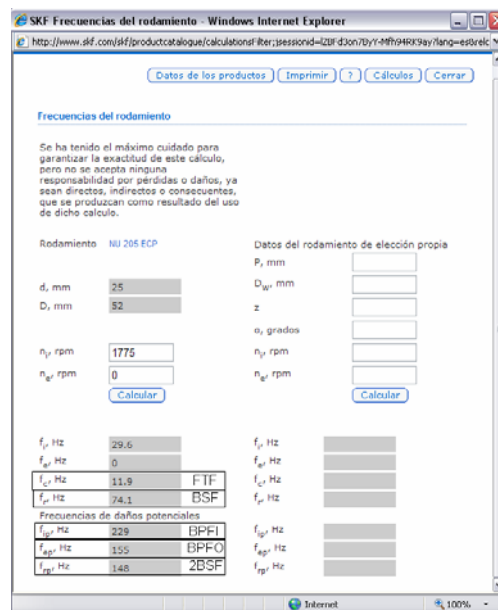 SKF Frecuencias del rodamiento - Windows Internet Explorer
Datos de los productos Imprimir ? Cálculos Cerrar
Frecuencias del rodamiento
Se ha tenido el máximo cuidado para
garantizar la exactitud de este cálculo,
pero no se acepta ninguna
responsabilidad por pérdidas o daños, ya
sean directos, indirectos o consecuentes,
que se produzcan como resultado del uso
de dicho calculo.
Rodamiento NU 205 ECP Datos del rodamiento de elección propia
P, mm
d, mm 25 Dw, mm
D, mm 52 z
α, grados
ni, rpm 1775 ni, rpm
ne, rpm 0 ne, rpm
Calcular Calcular
fi, Hz 29.6 fi, Hz
fe, Hz 0 fe, Hz
fc, Hz 11.9 FTF fc, Hz
fr, Hz 74.1 BSF fr, Hz
Frecuencias de daños potenciales
fip, Hz 229 BPFI fip, Hz
fep, Hz 155 BPFO fep, Hz
frp, Hz 148 2BSF frp, Hz
Internet 100%